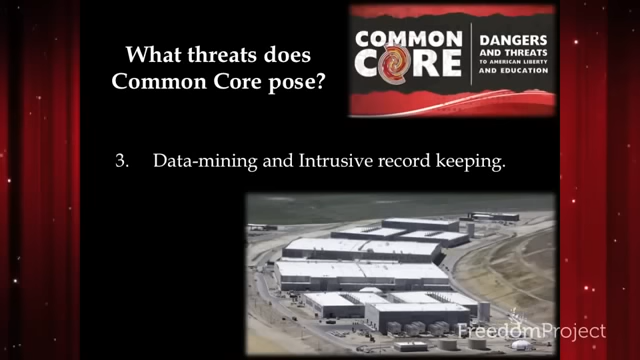 What threats does
Common Core pose?
COMMON
CORE
DANGERS
AND THREATS
TO AMERICAN LIBERTY
AND EDUCATION
3. Data-mining and Intrusive record keeping.
FreedomProject